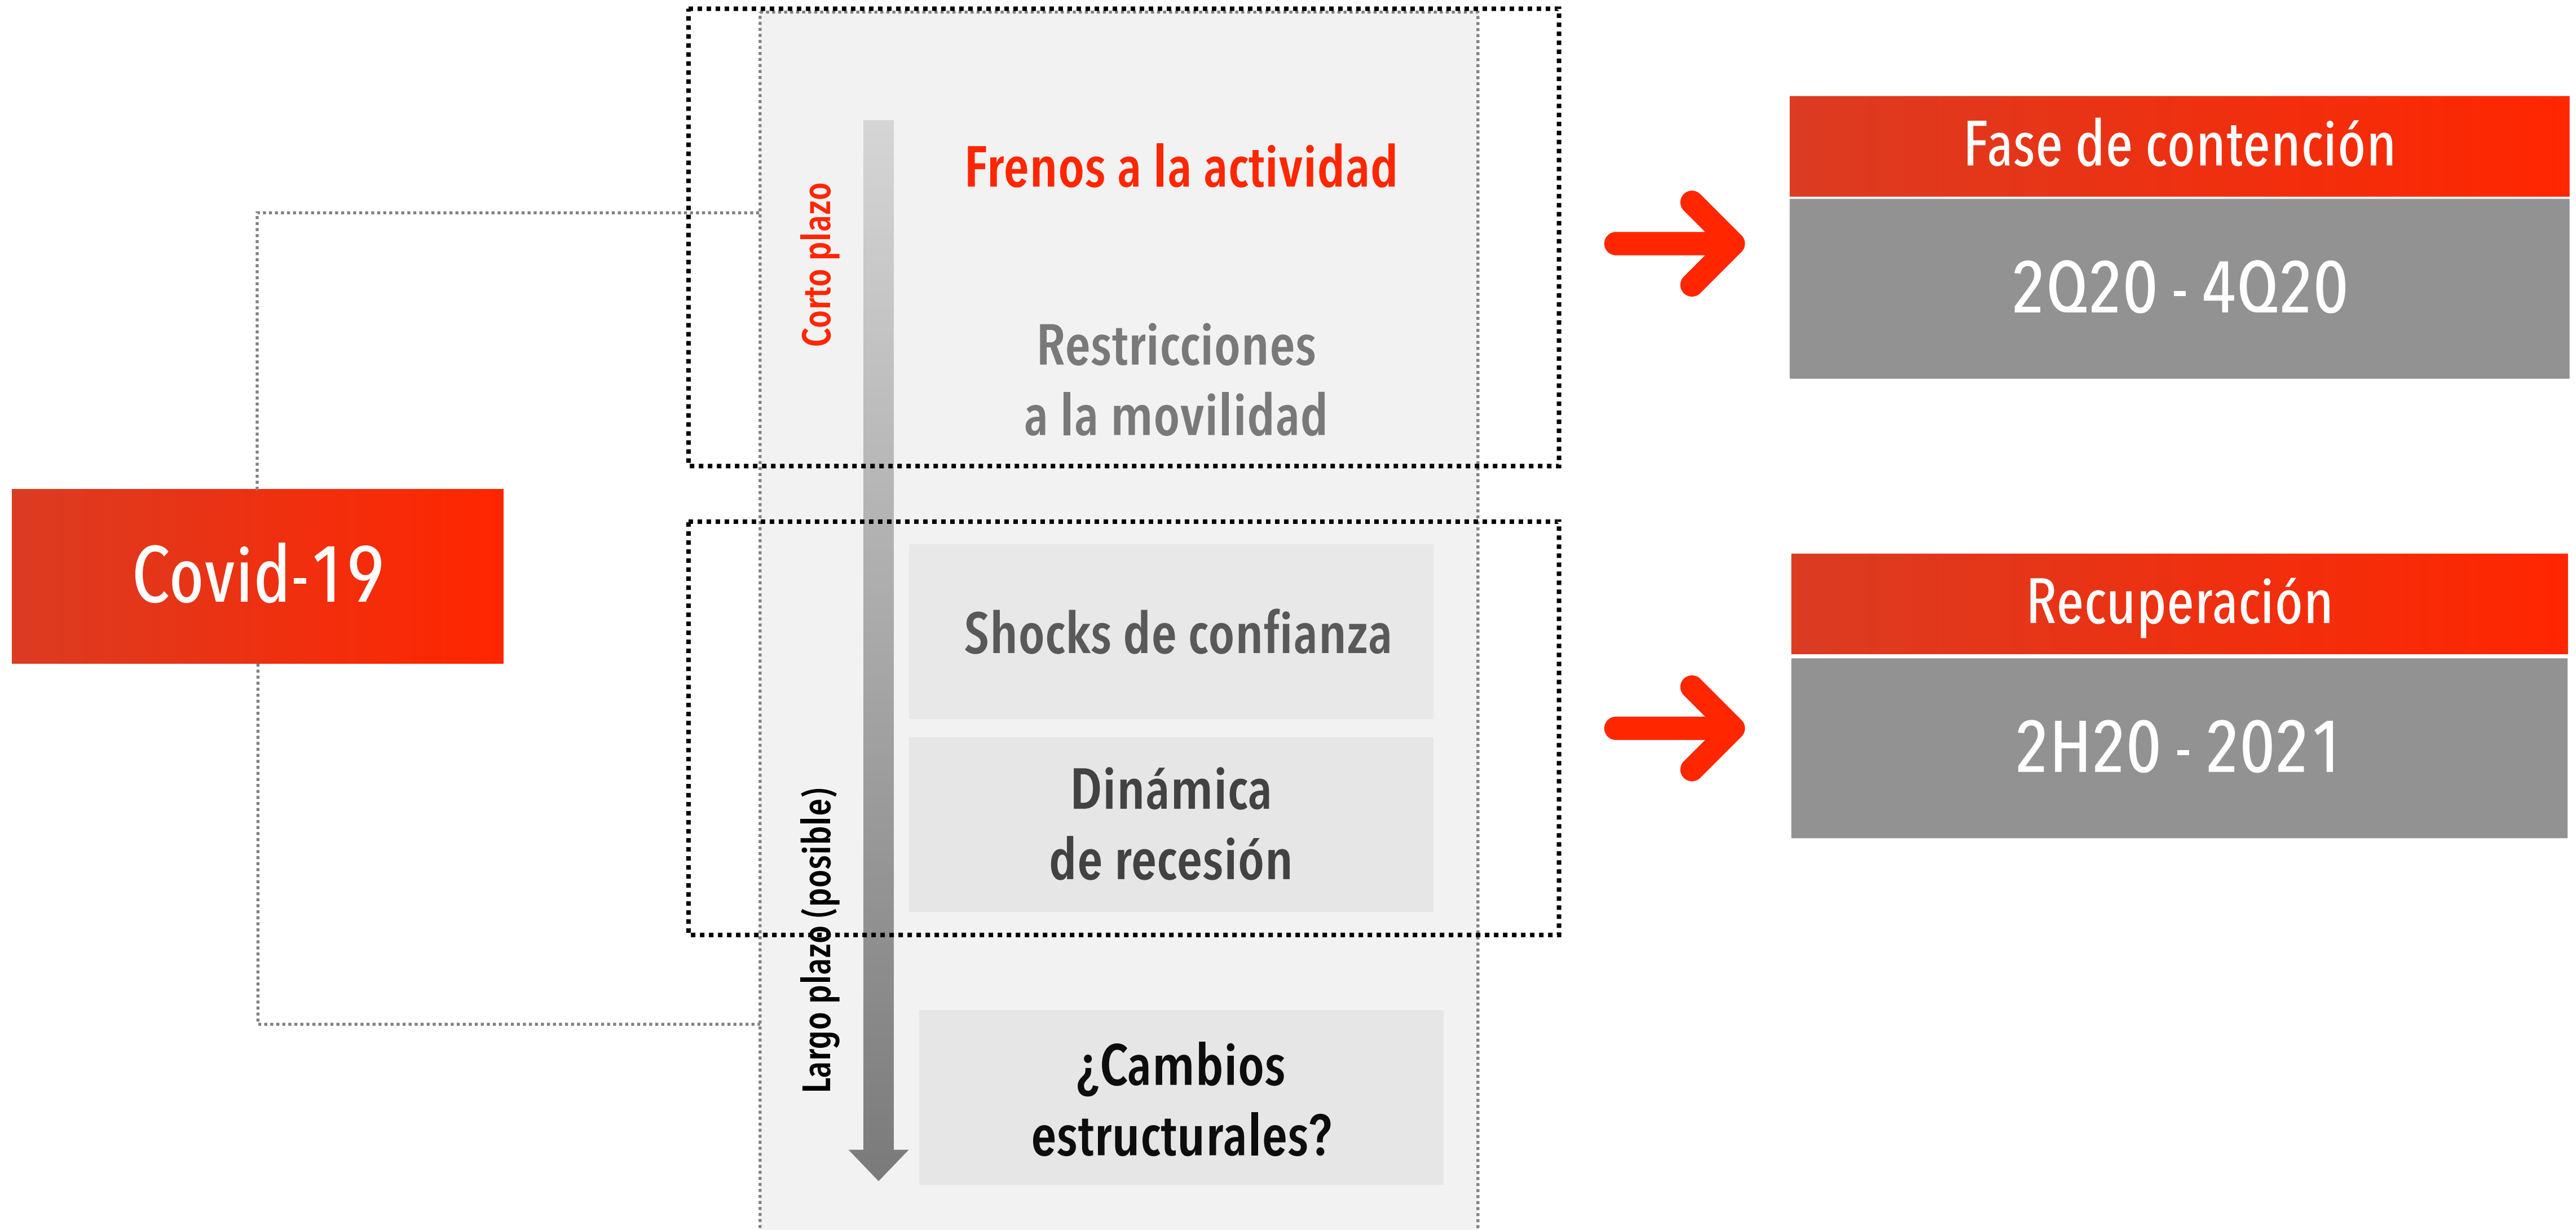 Covid-19
Corto plazo
Frenos a la actividad
Restricciones
a la movilidad
Largo plazo (posible)
Shocks de confianza
Dinámica
de recesión
¿Cambios
estructurales?
Fase de contención
2Q20 - 4Q20
Recuperación
2H20 - 2021